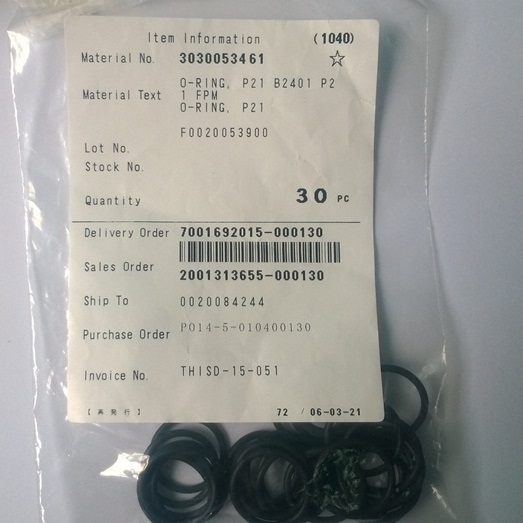 Item Information (1040)
Material No. 3030053461 ☆
O-RING, P21 B2401 P2
Material Text 1 FPM
O-RING, P21
F0020053900
Lot No.
Stock No.
Quantity 30 PC
Delivery Order 7001692015-000130
Sales Order 2001313655-000130
Ship To 0020084244
Purchase Order PO14-5-010400130
Invoice No. THISD-15-051
【再発行】 72 / 06-03-21